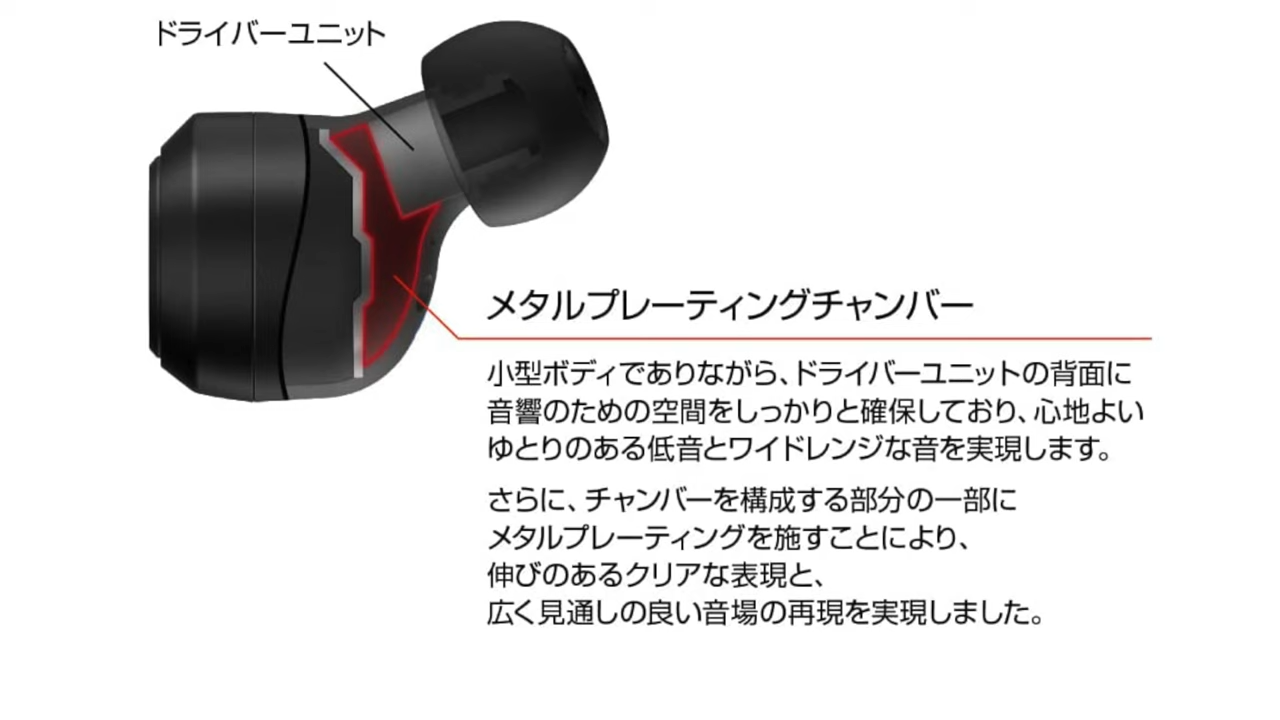 ドライバーユニット
メタルプレーティングチャンバー
小型ボディでありながら、ドライバーユニットの背面に
音響のための空間をしっかりと確保しており、心地よい
ゆとりのある低音とワイドレンジな音を実現します。
さらに、チャンバーを構成する部分の一部に
メタルプレーティングを施すことにより、
伸びのあるクリアな表現と、
広く見通しの良い音場の再現を実現しました。